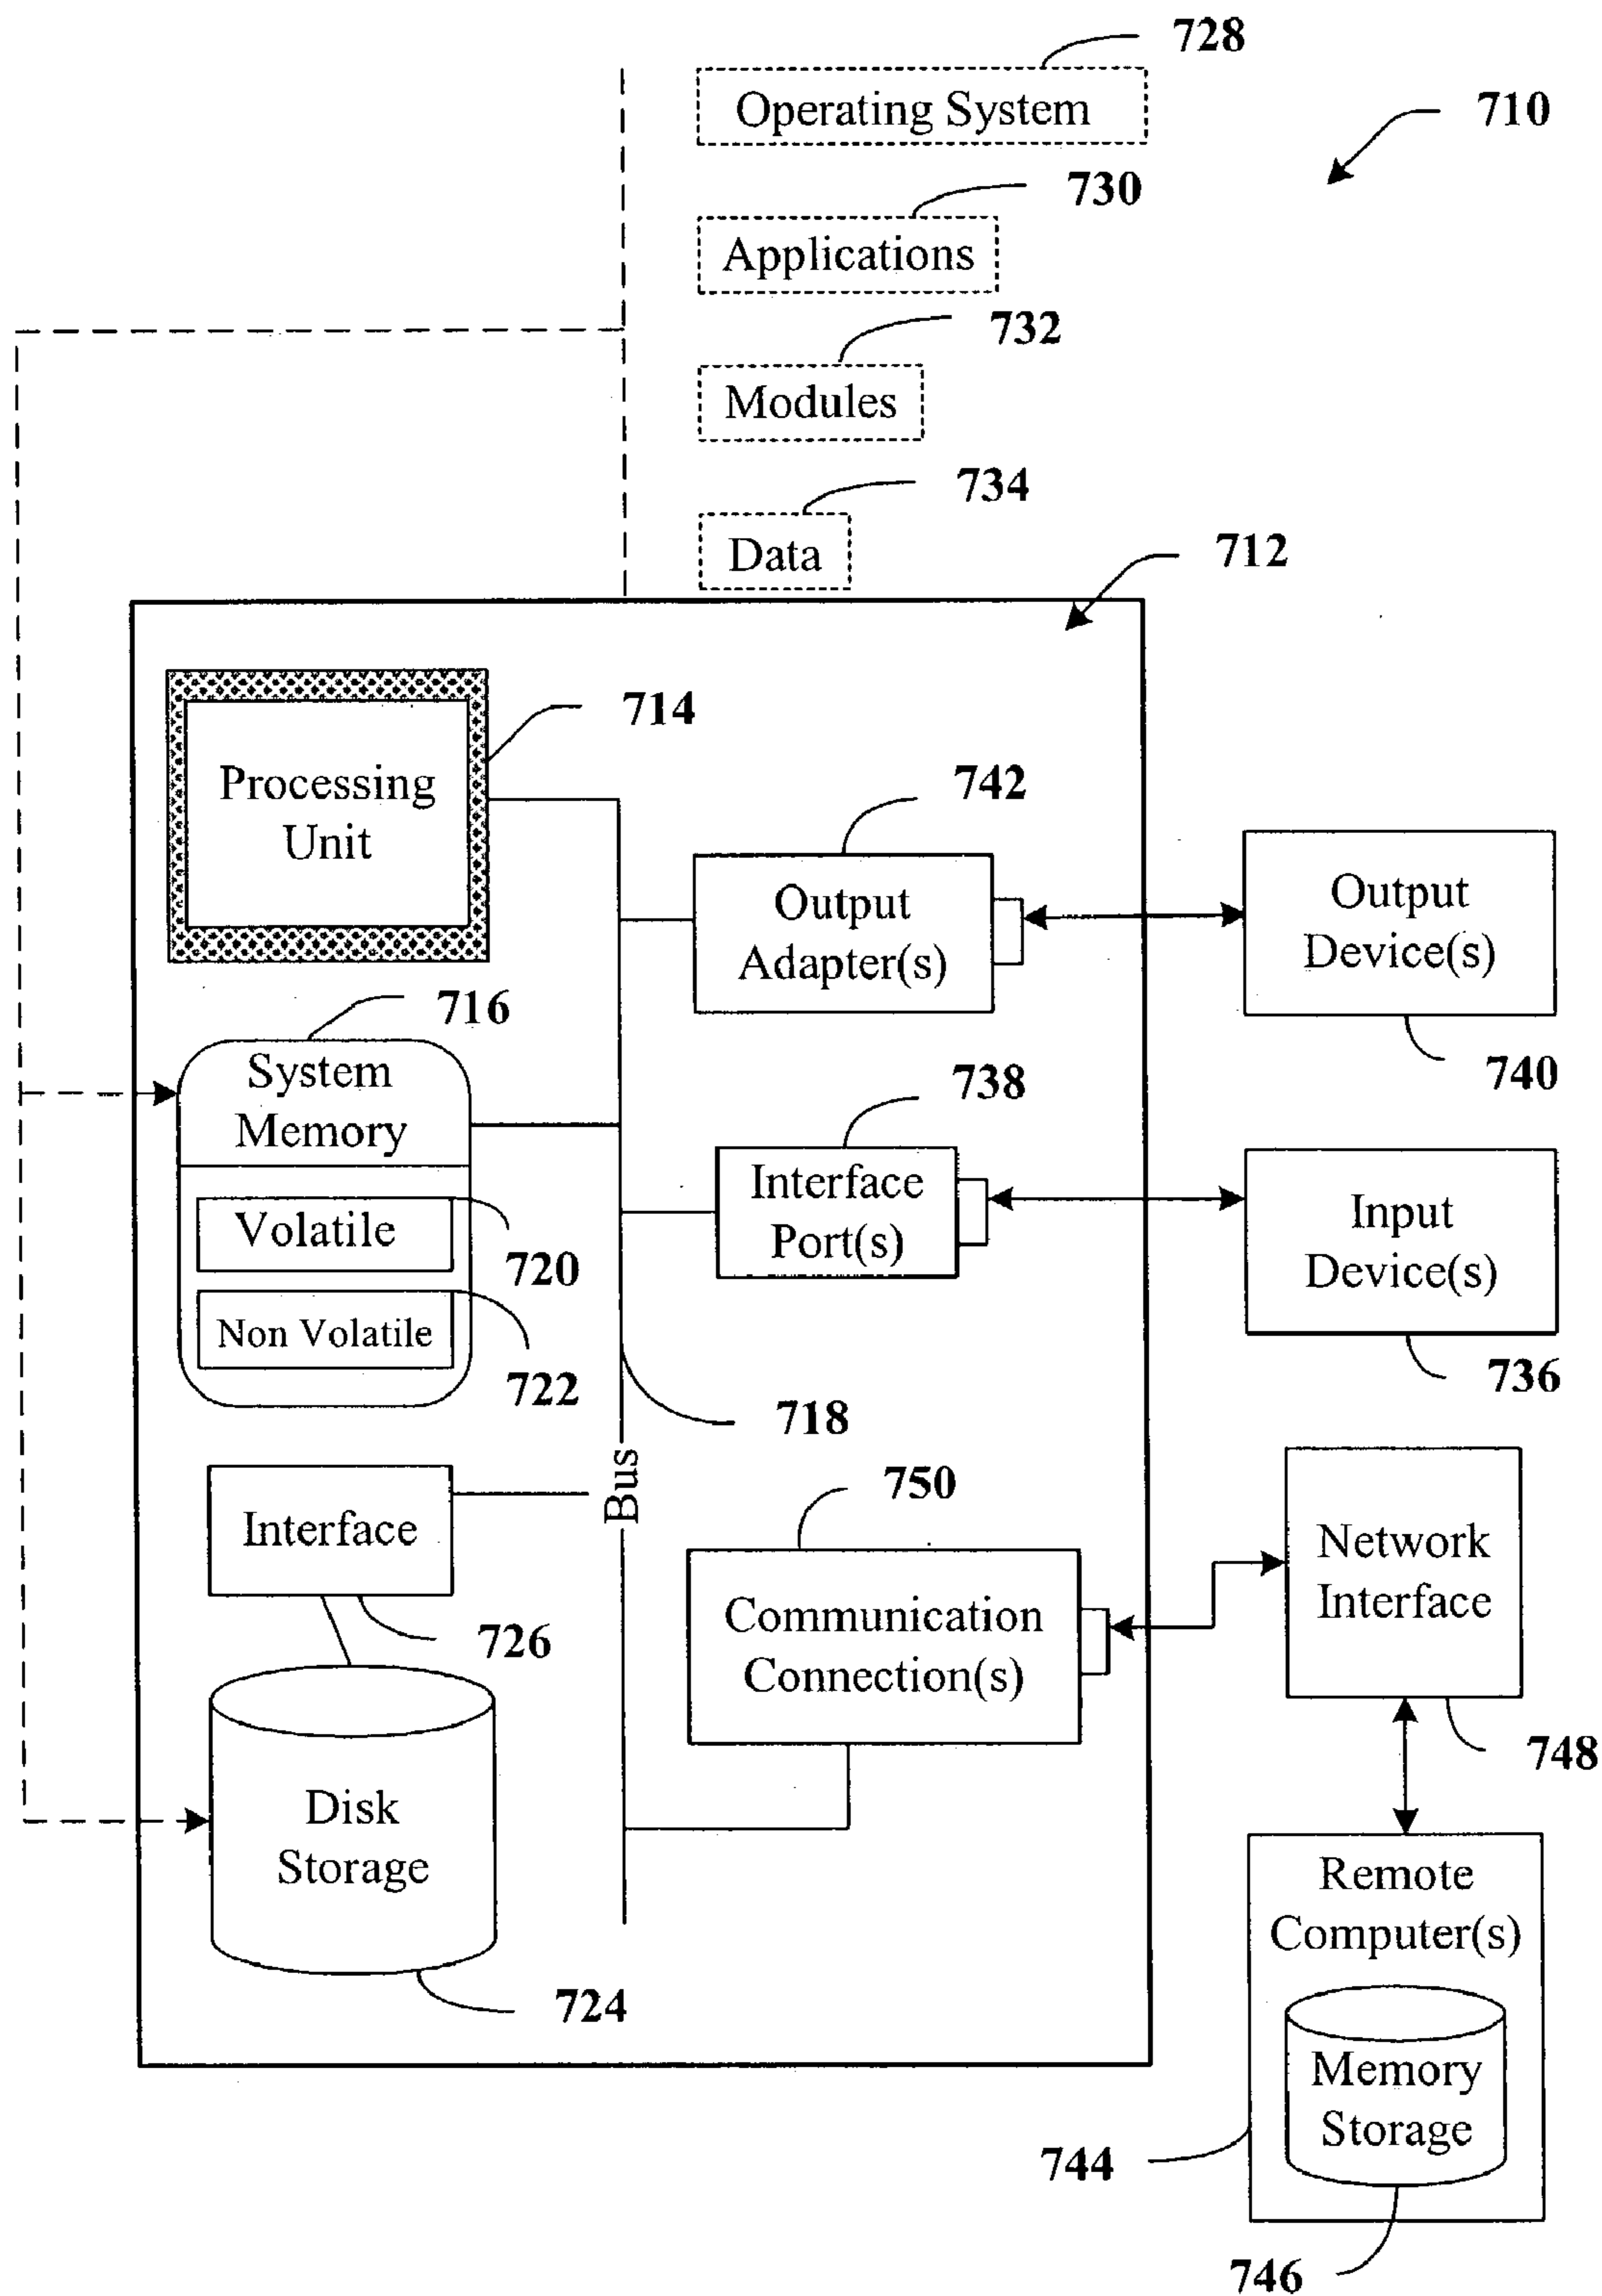 728
Operating System
710
730
Applications
732
Modules
734
Data
712
714
Processing
Unit
742
Output
Adapter(s)
Output
Device(s)
740
716
System
Memory
738
Interface
Port(s)
Input
Device(s)
736
Volatile
720
Non Volatile
722
718
Bus
750
Interface
726
Communication
Connection(s)
Network
Interface
748
Disk
Storage
724
Remote
Computer(s)
Memory
Storage
744
746